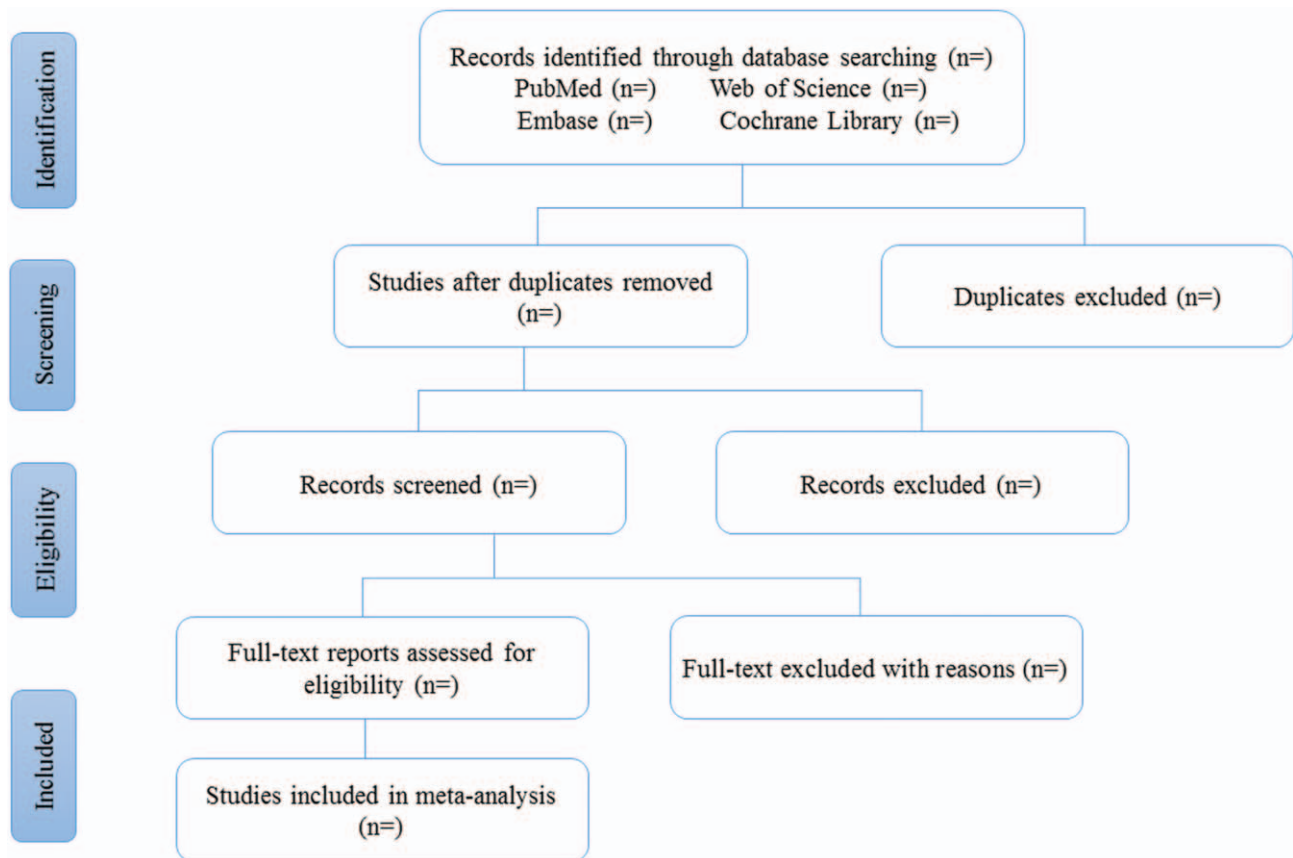 Identification
Records identified through database searching (n=)
PubMed (n=) Web of Science (n=)
Embase (n=) Cochrane Library (n=)
Screening
Studies after duplicates removed
(n=)
Duplicates excluded (n=)
Eligibility
Records screened (n=)
Records excluded (n=)
Full-text reports assessed for
eligibility (n=)
Full-text excluded with reasons (n=)
Included
Studies included in meta-analysis
(n=)